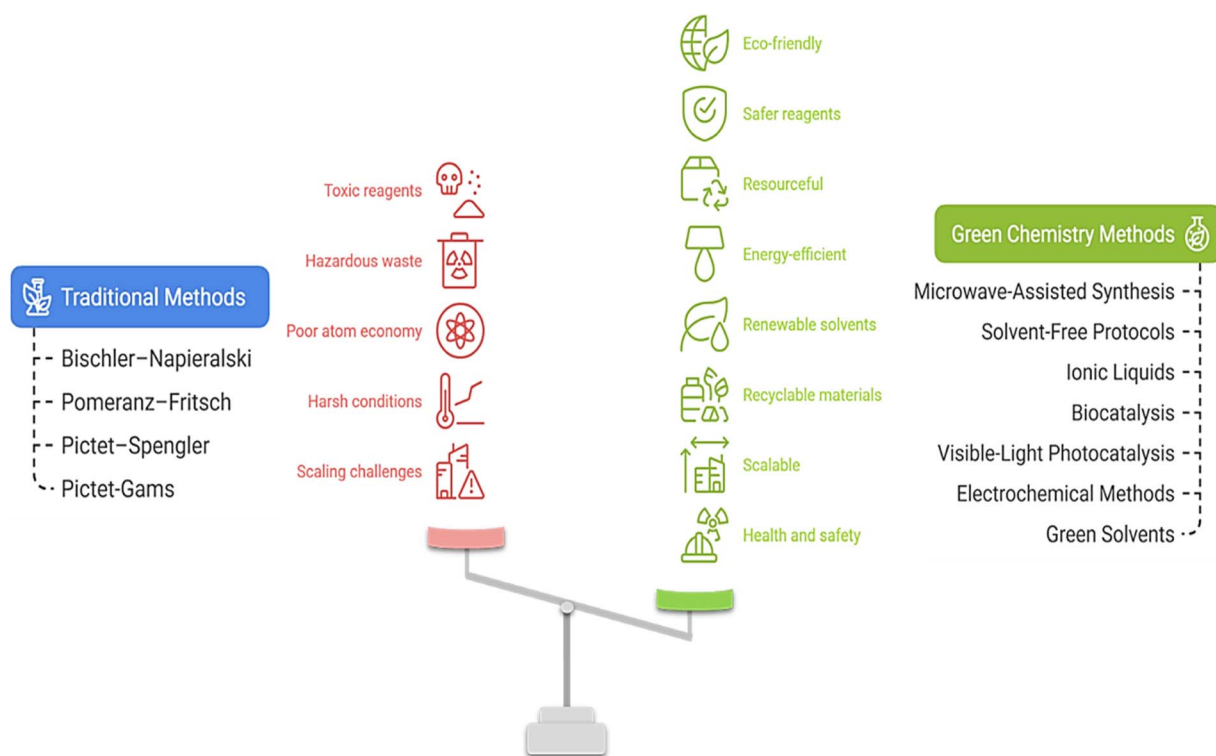 Traditional Methods
Bischler–Napieralski
Pomeranz–Fritsch
Pictet–Spengler
Pictet-Gams
Toxic reagents
Hazardous waste
Poor atom economy
Harsh conditions
Scaling challenges
Eco-friendly
Safer reagents
Resourceful
Energy-efficient
Renewable solvents
Recyclable materials
Scalable
Health and safety
Green Chemistry Methods
Microwave-Assisted Synthesis
Solvent-Free Protocols
Ionic Liquids
Biocatalysis
Visible-Light Photocatalysis
Electrochemical Methods
Green Solvents